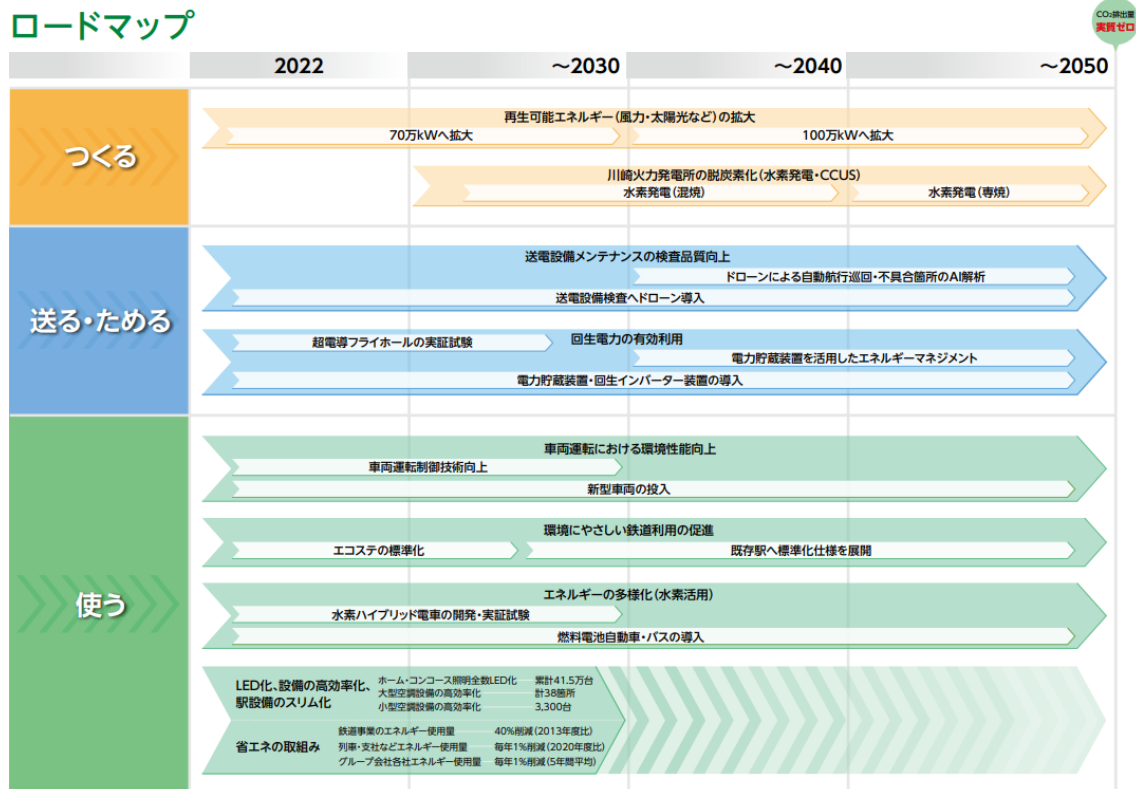 ロードマップ
CO₂排出量
実質ゼロ
2022
～2030
～2040
～2050
つくる
再生可能エネルギー（風力・太陽光など）の拡大
70万kWへ拡大
100万kWへ拡大
川崎火力発電所の脱炭素化（水素発電・CCUS）
水素発電（混焼）
水素発電（専焼）
送る・ためる
送電設備メンテナンスの検査品質向上
ドローンによる自動航行巡回・不具合箇所のAI解析
送電設備検査へドローン導入
回生電力の有効利用
超電導フライホールの実証試験
電力貯蔵装置を活用したエネルギーマネジメント
電力貯蔵装置・回生インバーター装置の導入
使う
車両運転における環境性能向上
車両運転制御技術向上
新型車両の投入
環境にやさしい鉄道利用の促進
エコステの標準化
既存駅へ標準化仕様を展開
エネルギーの多様化（水素活用）
水素ハイブリッド電車の開発・実証試験
燃料電池自動車・バスの導入
LED化、設備の高効率化、
駅設備のスリム化
ホーム・コンコース照明全数LED化 累計41.5万台
大型空調設備の高効率化 計38箇所
小型空調設備の高効率化 3,300台
省エネの取組み
鉄道事業のエネルギー使用量 40%削減（2013年度比）
列車・支社などエネルギー使用量 毎年1%削減（2020年度比）
グループ会社各社エネルギー使用量 毎年1%削減（5年間平均）